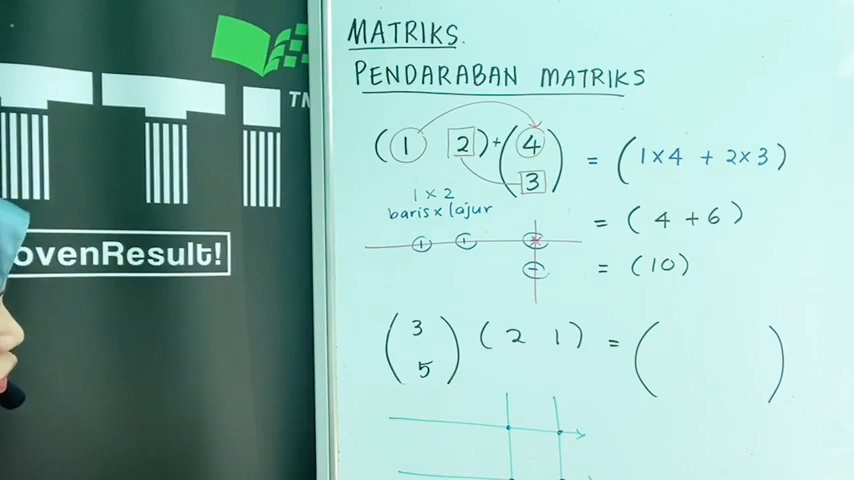 MATRIKS.
PENDARABAN MATRIKS
(1 2) + (4 3) = (1×4 + 2×3)
1 × 2
baris × lajur
= (4 + 6)
= (10)
(3 5) (2 1) = ( )
TTI
TM
ovenResult!